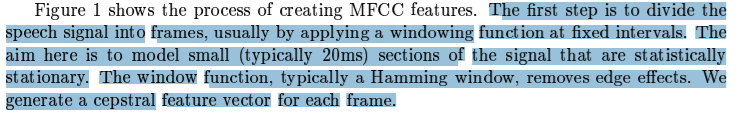 Figure 1 shows the process of creating MFCC features. The first step is to divide the
speech signal into frames, usually by applying a windowing function at fixed intervals. The
aim here is to model small (typically 20ms) sections of the signal that are statistically
stationary. The window function, typically a Hamming window, removes edge effects. We
generate a cepstral feature vector for each frame.